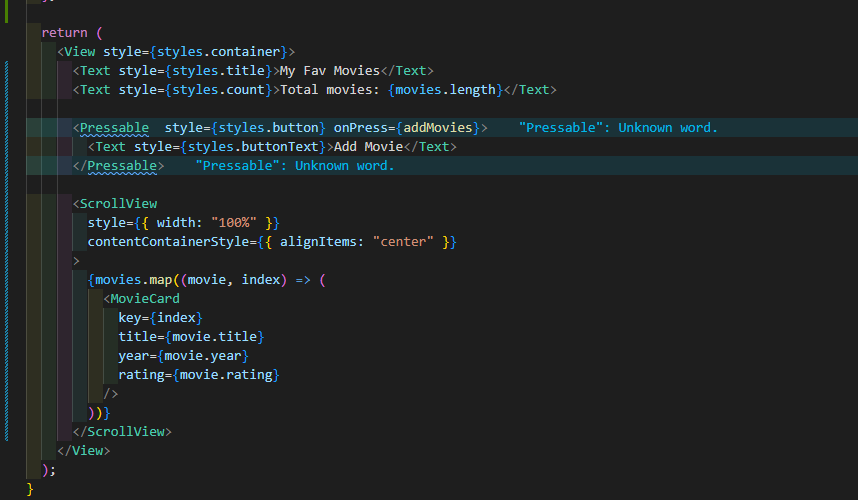 return (
<View style={styles.container}>
<Text style={styles.title}>My Fav Movies</Text>
<Text style={styles.count}>Total movies: {movies.length}</Text>
<Pressable  style={styles.button} onPress={addMovies}>    "Pressable": Unknown word.
<Text style={styles.buttonText}>Add Movie</Text>
</Pressable>    "Pressable": Unknown word.
<ScrollView
style={{ width: "100%" }}
contentContainerStyle={{ alignItems: "center" }}
>
{movies.map((movie, index) => (
<MovieCard
key={index}
title={movie.title}
year={movie.year}
rating={movie.rating}
/>
))}
</ScrollView>
</View>
);
}